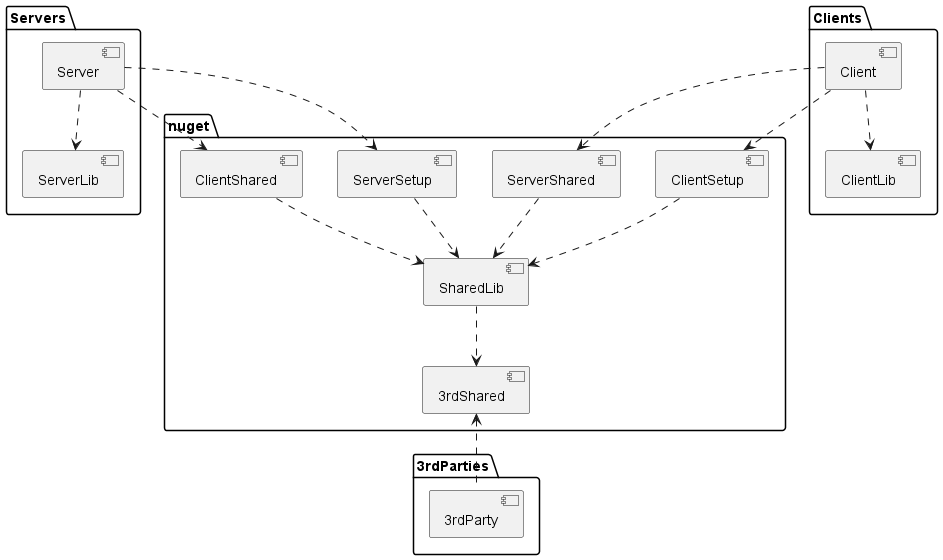 Servers
Clients
Server
Client
nuget
ServerLib
ClientShared
ServerSetup
ServerShared
ClientSetup
ClientLib
SharedLib
3rdShared
3rdParties
3rdParty